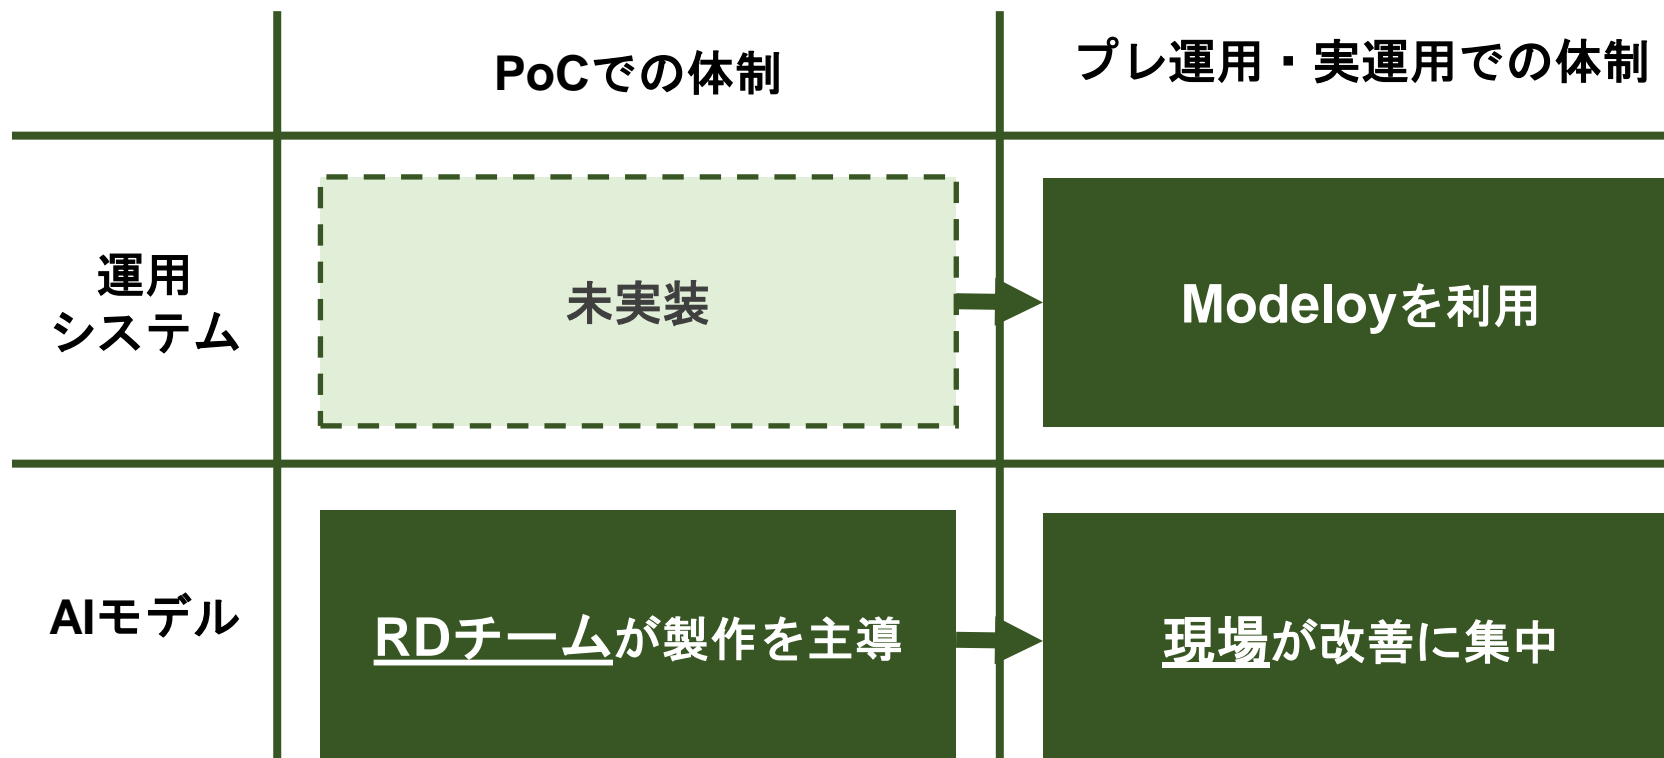 PoCでの体制
プレ運用・実運用での体制
運用
システム
未実装
Modeloyを利用
AIモデル
RDチームが製作を主導
現場が改善に集中